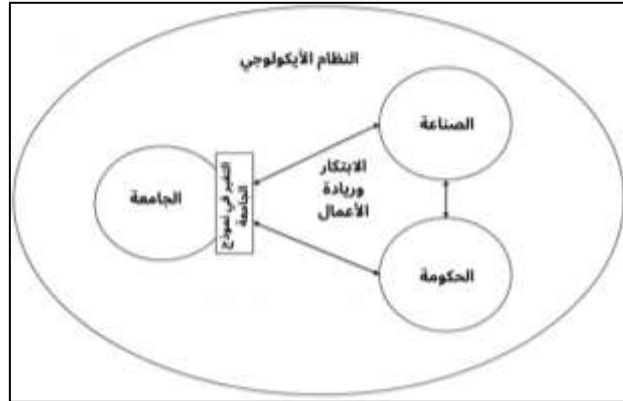 النظام الأيكولوجي
الصناعة
الابتكار
وريادة
الأعمال
الجامعة
التغير في نموذج
الجامعة
الحكومة